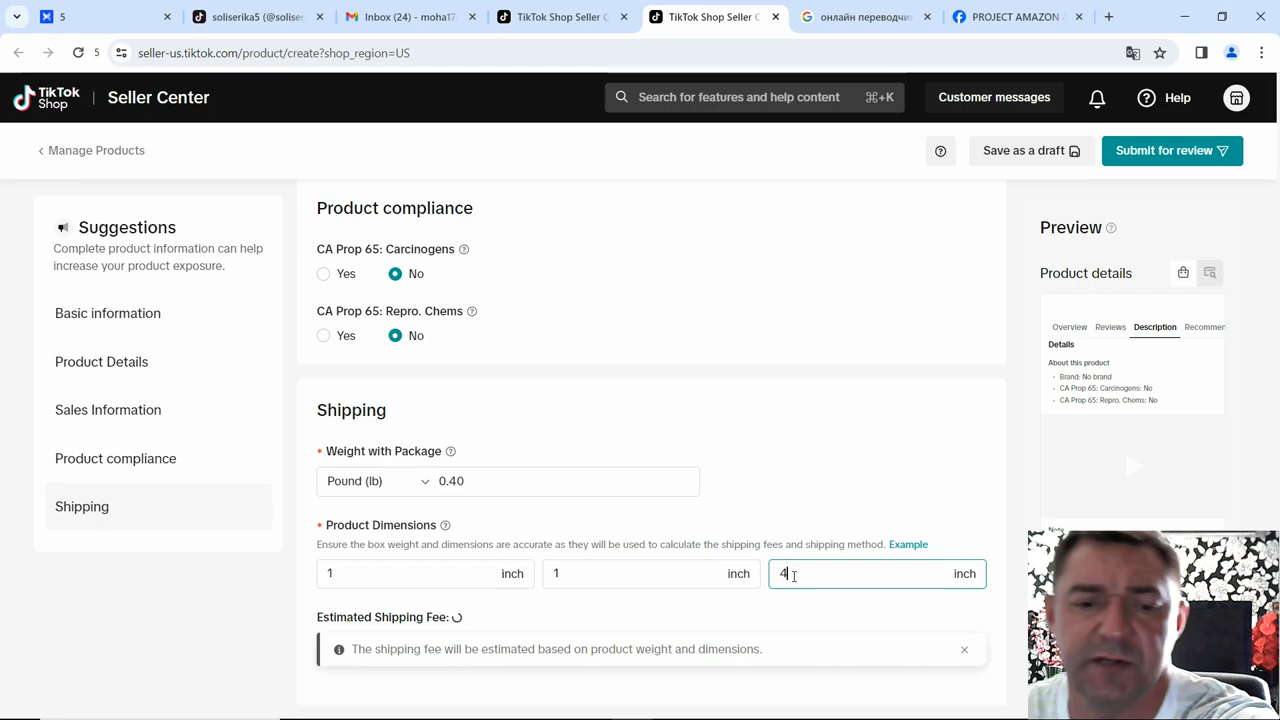 5
soliserika5 (@soliser
Inbox (24) - moha17
TikTok Shop Seller C
TikTok Shop Seller C
онлайн переводчик
PROJECT AMAZON
5
seller-us.tiktok.com/product/create?shop_region=US
TikTok Shop
Seller Center
Search for features and help content
⌘+K
Customer messages
Help
Manage Products
Save as a draft
Submit for review
Suggestions
Complete product information can help
increase your product exposure.
Basic information
Product Details
Sales Information
Product compliance
Shipping
Product compliance
CA Prop 65: Carcinogens
Yes
No
CA Prop 65: Repro. Chems
Yes
No
Shipping
* Weight with Package
Pound (lb)
0.40
* Product Dimensions
Ensure the box weight and dimensions are accurate as they will be used to calculate the shipping fees and shipping method. Example
1 inch
1 inch
4 inch
Estimated Shipping Fee:
The shipping fee will be estimated based on product weight and dimensions.
Preview
Product details
Overview Reviews Description Recommen
Details
About this product
Brand: No brand
CA Prop 65: Carcinogens: No
CA Prop 65: Repro. Chems: No